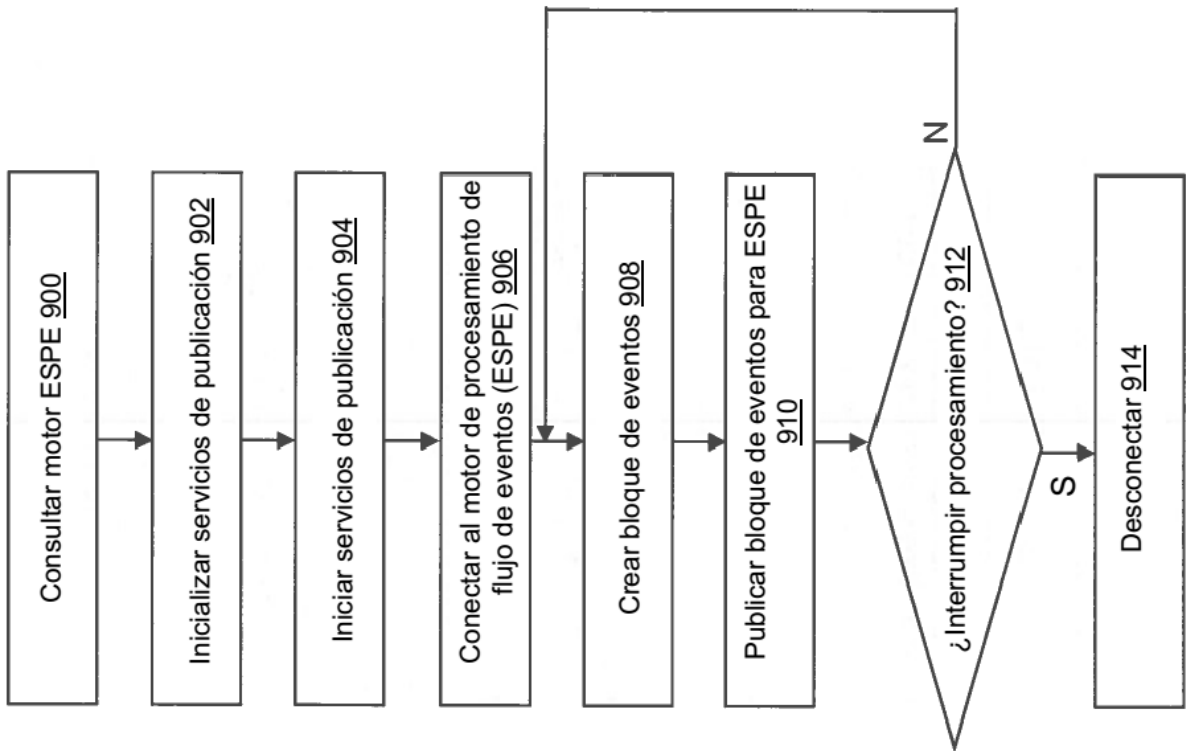 Consultar motor ESPE 900
Inicializar servicios de publicación 902
Iniciar servicios de publicación 904
Conectar al motor de procesamiento de
flujo de eventos (ESPE) 906
Crear bloque de eventos 908
Publicar bloque de eventos para ESPE
910
¿Interrumpir procesamiento? 912
N
S
Desconectar 914